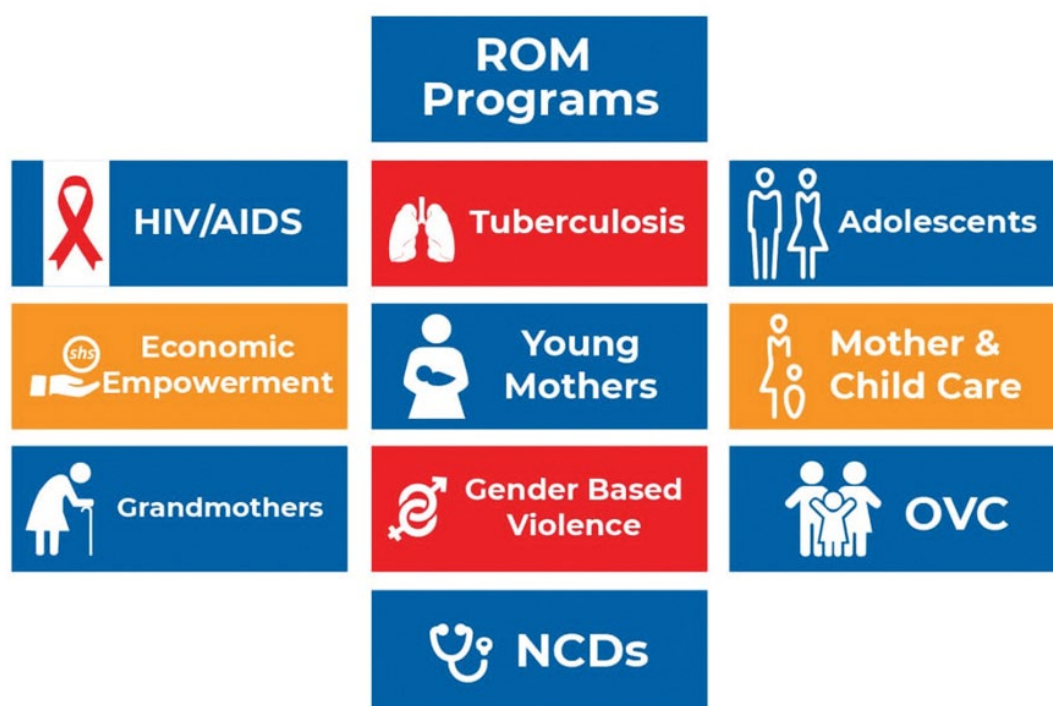 ROM
Programs
HIV/AIDS
Tuberculosis
Adolescents
shs
Economic
Empowerment
Young
Mothers
Mother &
Child Care
Grandmothers
Gender Based
Violence
OVC
NCDs